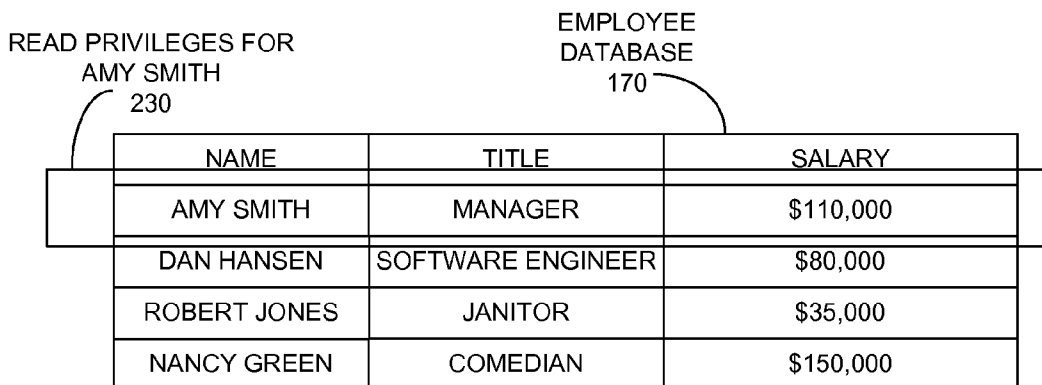 READ PRIVILEGES FOR
AMY SMITH
230
EMPLOYEE
DATABASE
170
NAME TITLE SALARY
AMY SMITH MANAGER $110,000
DAN HANSEN SOFTWARE ENGINEER $80,000
ROBERT JONES JANITOR $35,000
NANCY GREEN COMEDIAN $150,000